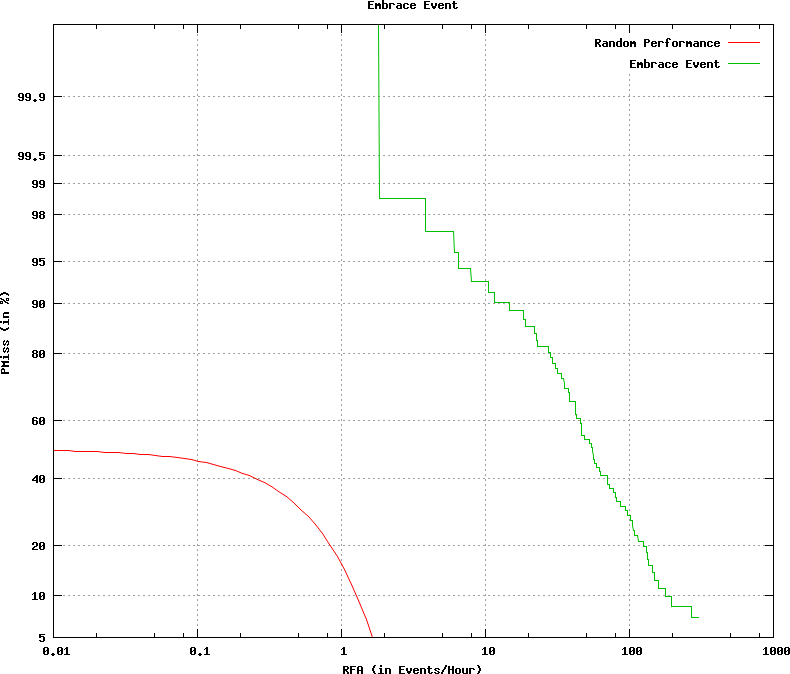 Embrace Event
Random Performance
Embrace Event
99.9
99.5
99
98
95
90
80
60
40
20
10
5
PMiss (in %)
0.01 0.1 1 10 100 1000
RFA (in Events/Hour)